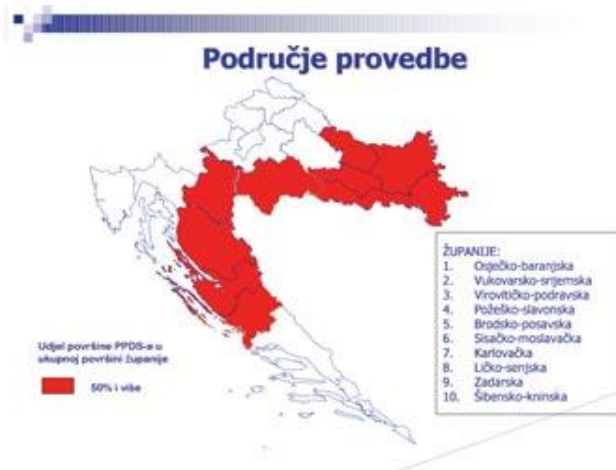 Područje provedbe
ŽUPANIJE:
1. Osječko-baranjska
2. Vukovarsko-srijemska
3. Virovitičko-podravska
4. Požeško-slavonska
5. Brodsko-posavska
6. Sisačko-moslavačka
7. Karlovačka
8. Ličko-senjska
9. Zadarska
10. Šibensko-kninska
Udjel površine PPDS-a u
ukupnoj površini županije
50% i više